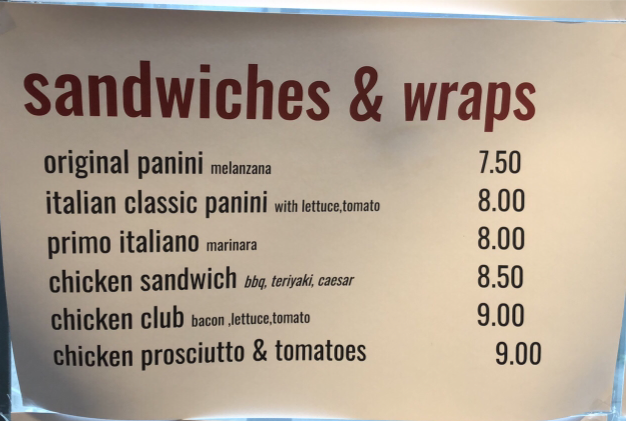 sandwiches & wraps
original panini melanzana 7.50
italian classic panini with lettuce,tomato 8.00
primo italiano marinara 8.00
chicken sandwich bbq, teriyaki, caesar 8.50
chicken club bacon ,lettuce,tomato 9.00
chicken prosciutto & tomatoes 9.00